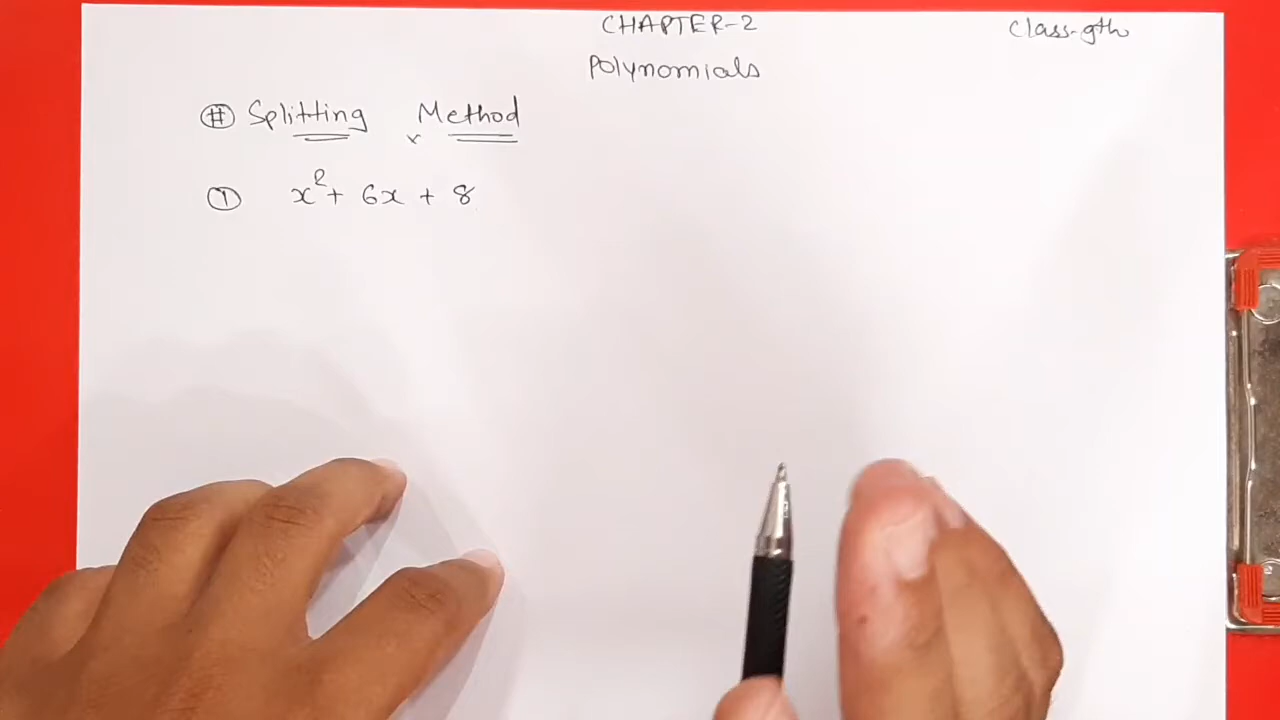 CHAPTER-2
Class-9th
Polynomials
# Splitting Method
① x² + 6x + 8